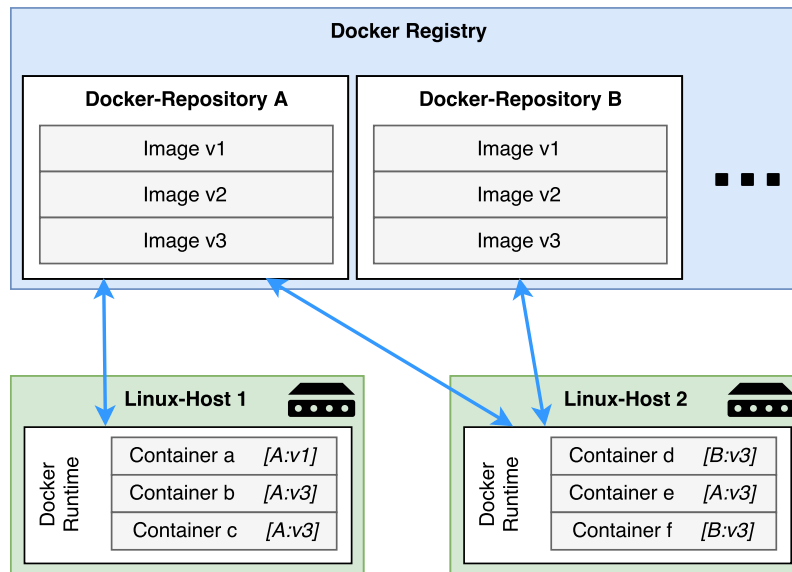 Docker Registry
Docker-Repository A
Image v1
Image v2
Image v3
Docker-Repository B
Image v1
Image v2
Image v3
Linux-Host 1
Docker
Runtime
Container a [A:v1]
Container b [A:v3]
Container c [A:v3]
Linux-Host 2
Docker
Runtime
Container d [B:v3]
Container e [A:v3]
Container f [B:v3]